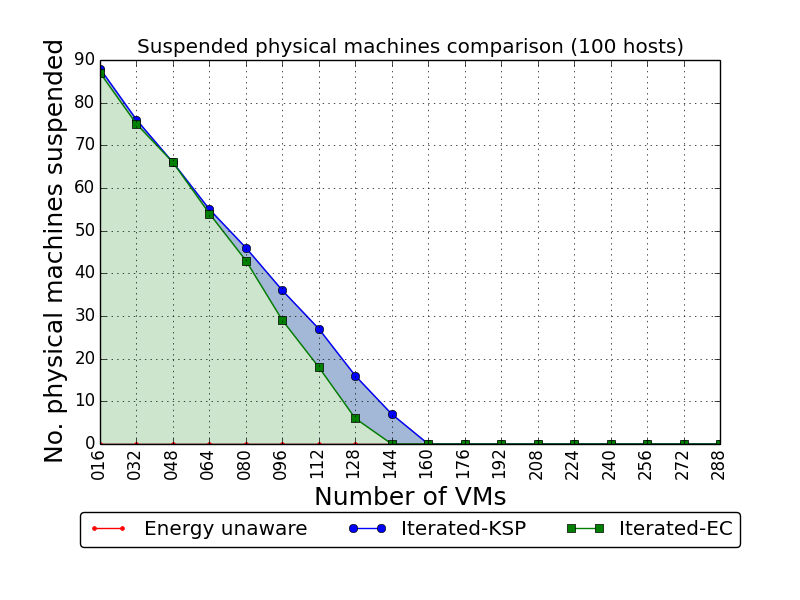 Suspended physical machines comparison (100 hosts)
No. physical machines suspended
90
80
70
60
50
40
30
20
10
0
016 032 048 064 080 096 112 128 144 160 176 192 208 224 240 256 272 288
Number of VMs
Energy unaware Iterated-KSP Iterated-EC